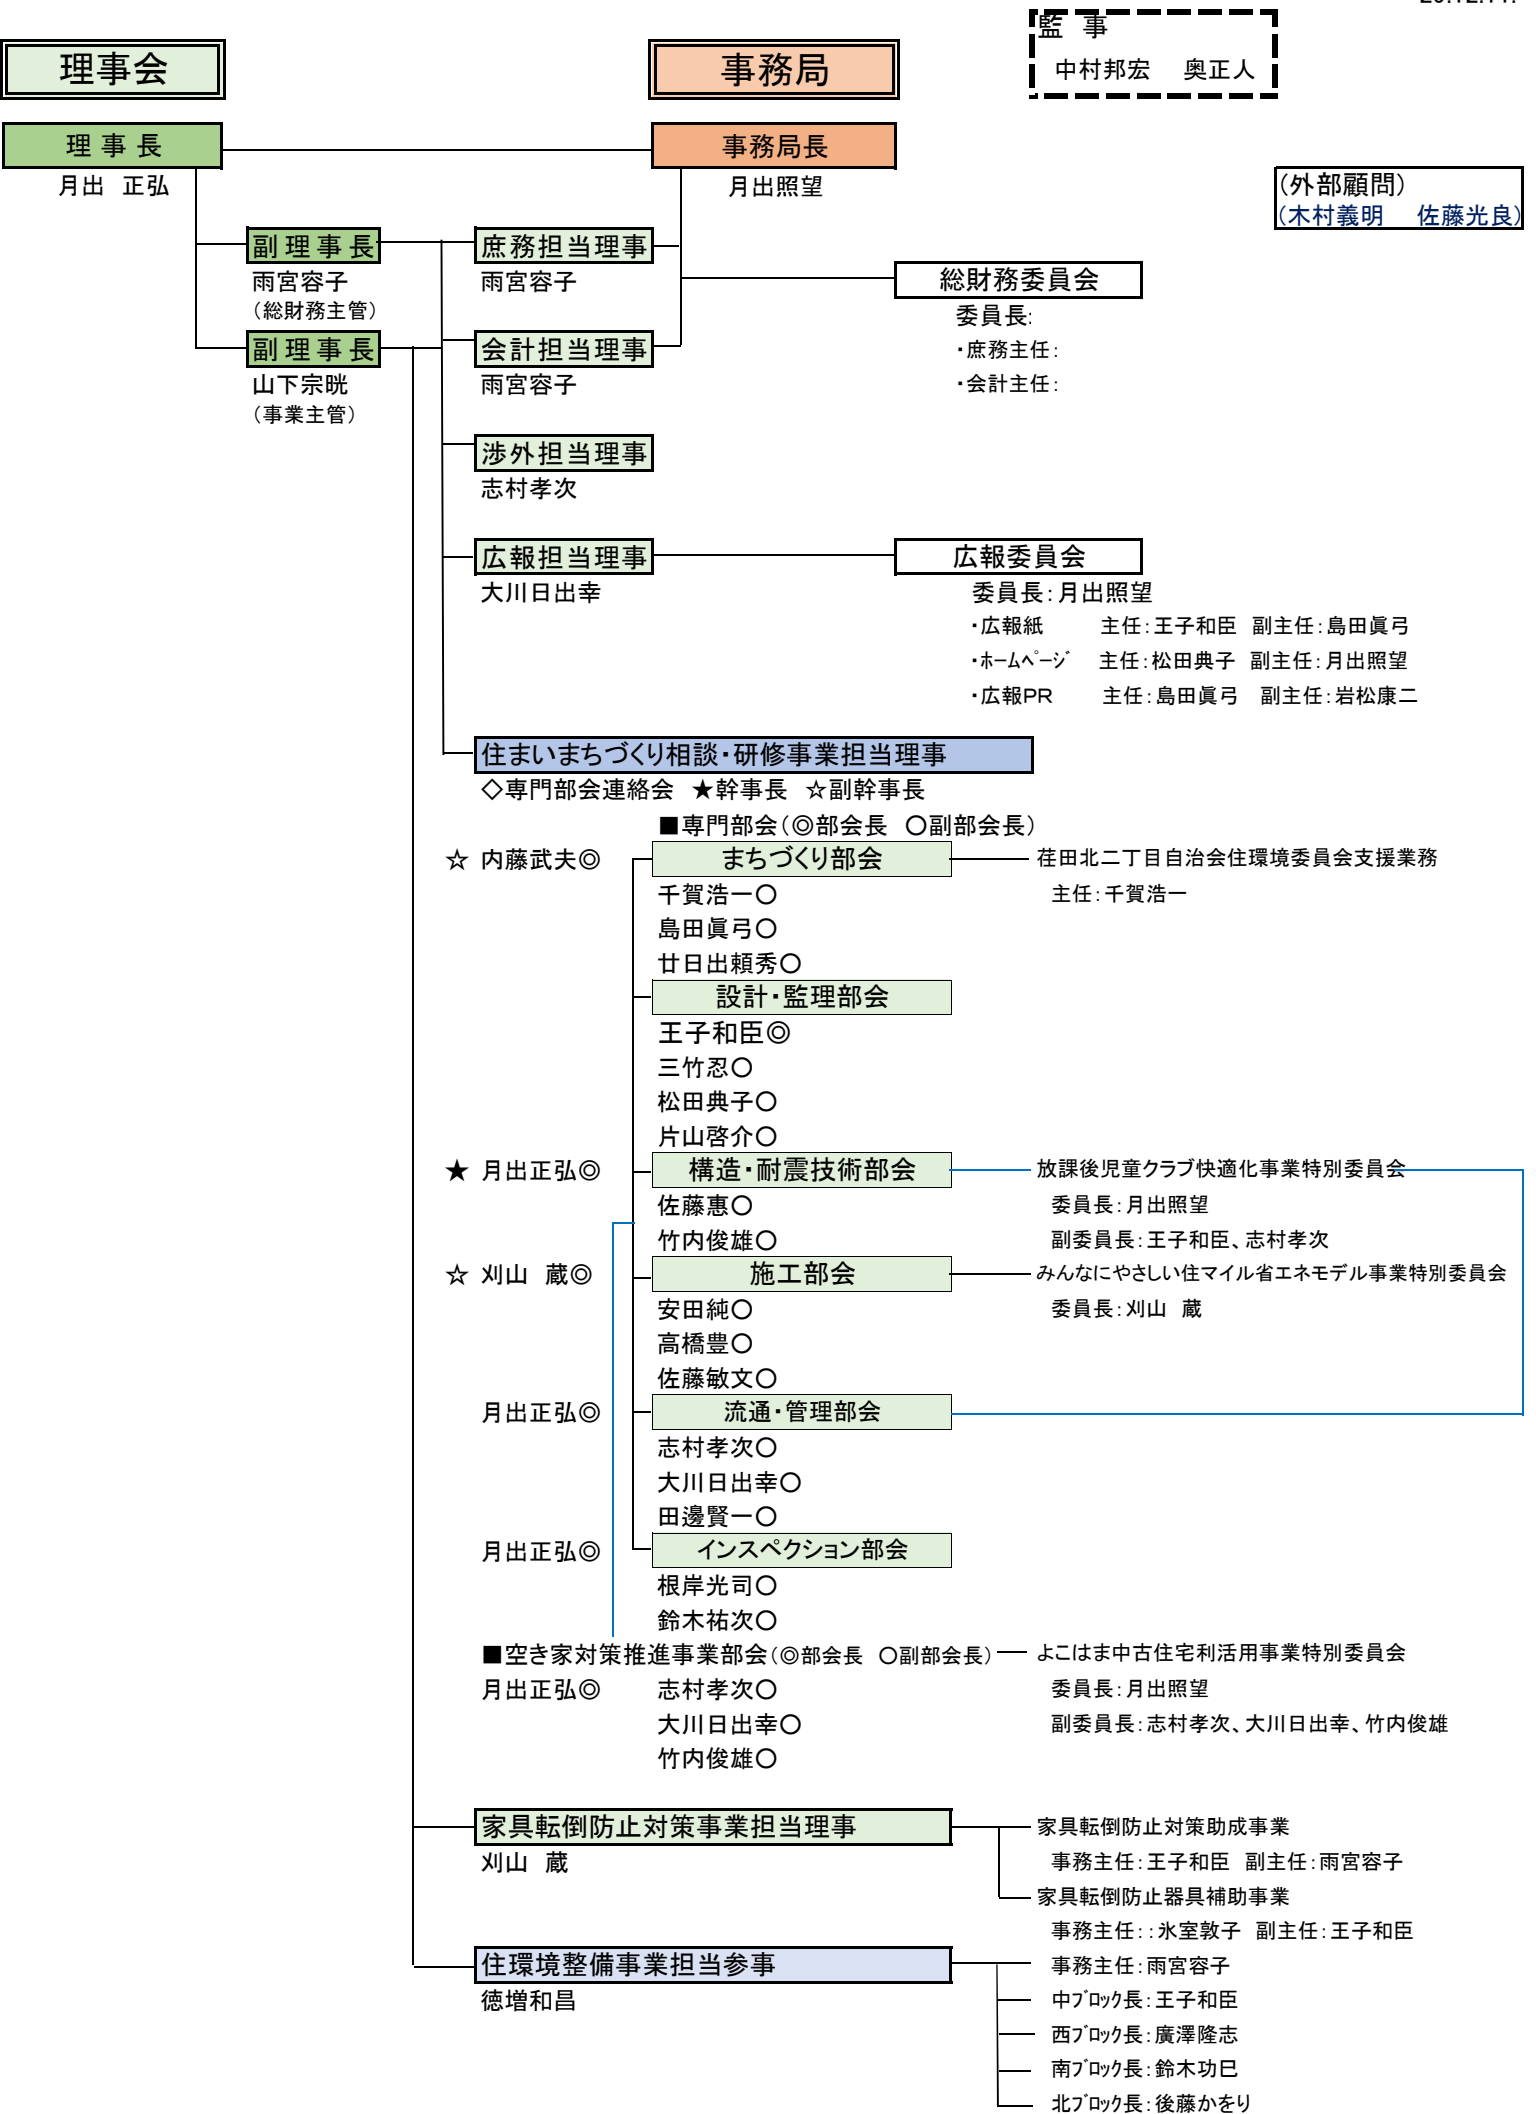 監　事
中村邦宏　奥正人
理事会
事務局
理 事 長
事務局長
月出　正弘
月出照望
(外部顧問)
(木村義明　佐藤光良)
副 理 事 長
庶務担当理事
雨宮容子
雨宮容子
(総財務主管)
総財務委員会
委員長:
・庶務主任:
・会計主任:
副 理 事 長
会計担当理事
山下宗晄
雨宮容子
(事業主管)
渉外担当理事
志村孝次
広報担当理事
広報委員会
大川日出幸
委員長:月出照望
・広報紙　主任:王子和臣　副主任:島田眞弓
・ﾎｰﾑﾍﾟｰｼﾞ　主任:松田典子　副主任:月出照望
・広報PR　主任:島田眞弓　副主任:岩松康二
住まいまちづくり相談・研修事業担当理事
◇専門部会連絡会　★幹事長　☆副幹事長
■専門部会(◎部会長　○副部会長)
☆ 内藤武夫◎
まちづくり部会
荏田北二丁目自治会住環境委員会支援業務
千賀浩一○
主任:千賀浩一
島田眞弓○
廿日出頼秀○
設計・監理部会
王子和臣◎
三竹忍○
松田典子○
片山啓介○
★ 月出正弘◎
構造・耐震技術部会
放課後児童クラブ快適化事業特別委員会
佐藤惠○
委員長:月出照望
竹内俊雄○
副委員長:王子和臣、志村孝次
☆ 刈山　蔵◎
施工部会
みんなにやさしい住マイル省エネモデル事業特別委員会
安田純○
委員長:刈山　蔵
高橋豊○
佐藤敏文○
月出正弘◎
流通・管理部会
志村孝次○
大川日出幸○
田邊賢一○
月出正弘◎
インスペクション部会
根岸光司○
鈴木祐次○
■空き家対策推進事業部会(◎部会長　○副部会長)
よこはま中古住宅利活用事業特別委員会
月出正弘◎
志村孝次○
委員長:月出照望
大川日出幸○
副委員長:志村孝次、大川日出幸、竹内俊雄
竹内俊雄○
家具転倒防止対策事業担当理事
家具転倒防止対策助成事業
刈山　蔵
事務主任:王子和臣　副主任:雨宮容子
家具転倒防止器具補助事業
事務主任::氷室敦子　副主任:王子和臣
住環境整備事業担当参事
事務主任:雨宮容子
徳増和昌
中ﾌﾞﾛｯｸ長:王子和臣
西ﾌﾞﾛｯｸ長:廣澤隆志
南ﾌﾞﾛｯｸ長:鈴木功巳
北ﾌﾞﾛｯｸ長:後藤かをり